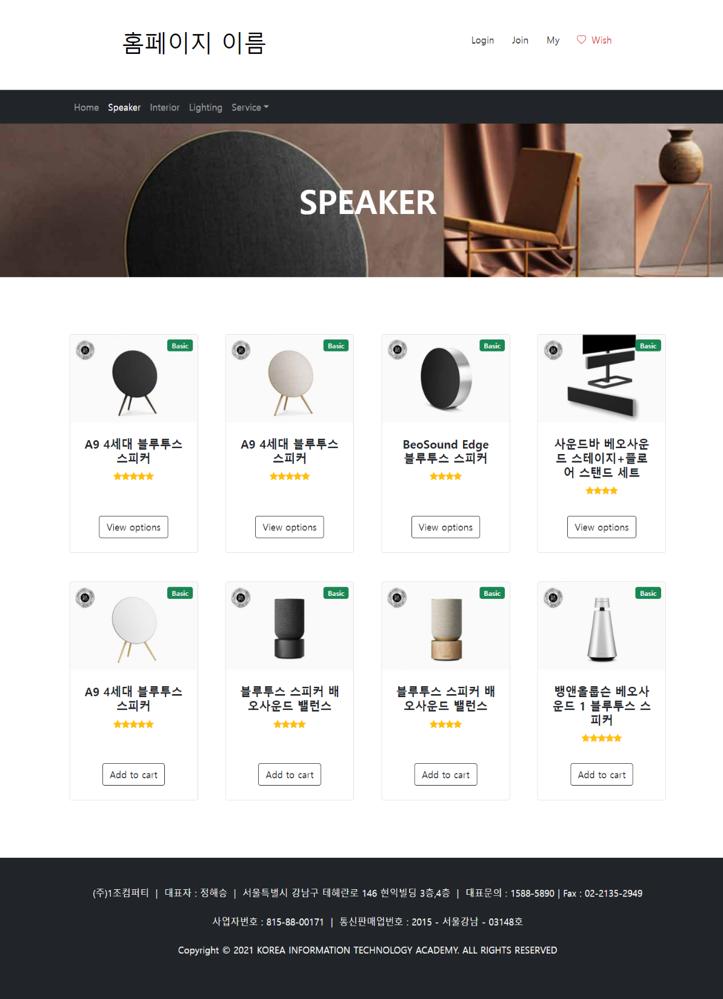 홈페이지 이름
Login Join My ♡ Wish
Home Speaker Interior Lighting Service
SPEAKER
Basic
Basic
Basic
Basic
A9 4세대 블루투스
스피커
★★★★★
View options
A9 4세대 블루투스
스피커
★★★★★
View options
BeoSound Edge
블루투스 스피커
★★★★
View options
사운드바 베오사운
드 스테이지+플로
어 스탠드 세트
★★★★
View options
Basic
Basic
Basic
Basic
A9 4세대 블루투스
스피커
★★★★★
Add to cart
블루투스 스피커 배
오사운드 밸런스
★★★★
Add to cart
블루투스 스피커 배
오사운드 밸런스
★★★★
Add to cart
뱅앤올룹슨 베오사
운드 1 블루투스 스
피커
★★★★★
Add to cart
(주)1조컴퍼티 | 대표자 : 정해승 | 서울특별시 강남구 테헤란로 146 현익빌딩 3층,4층 | 대표문의 : 1588-5890 | Fax : 02-2135-2949
사업자번호 : 815-88-00171 | 통신판매업번호 : 2015 - 서울강남 - 03148호
Copyright © 2021 KOREA INFORMATION TECHNOLOGY ACADEMY. ALL RIGHTS RESERVED